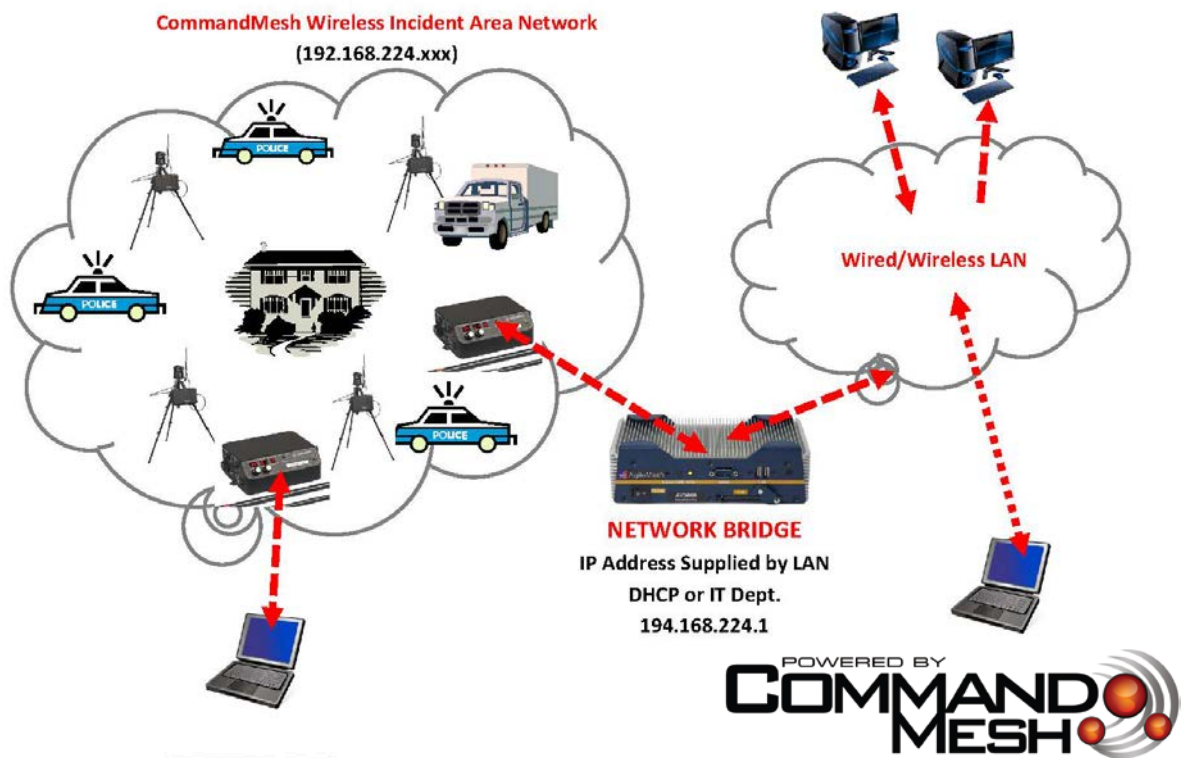 CommandMesh Wireless Incident Area Network
(192.168.224.xxx)
POLICE
POLICE
POLICE
Wired/Wireless LAN
AgileMesh
NETWORK BRIDGE
IP Address Supplied by LAN
DHCP or IT Dept.
194.168.224.1
POWERED BY
COMMAND
MESH